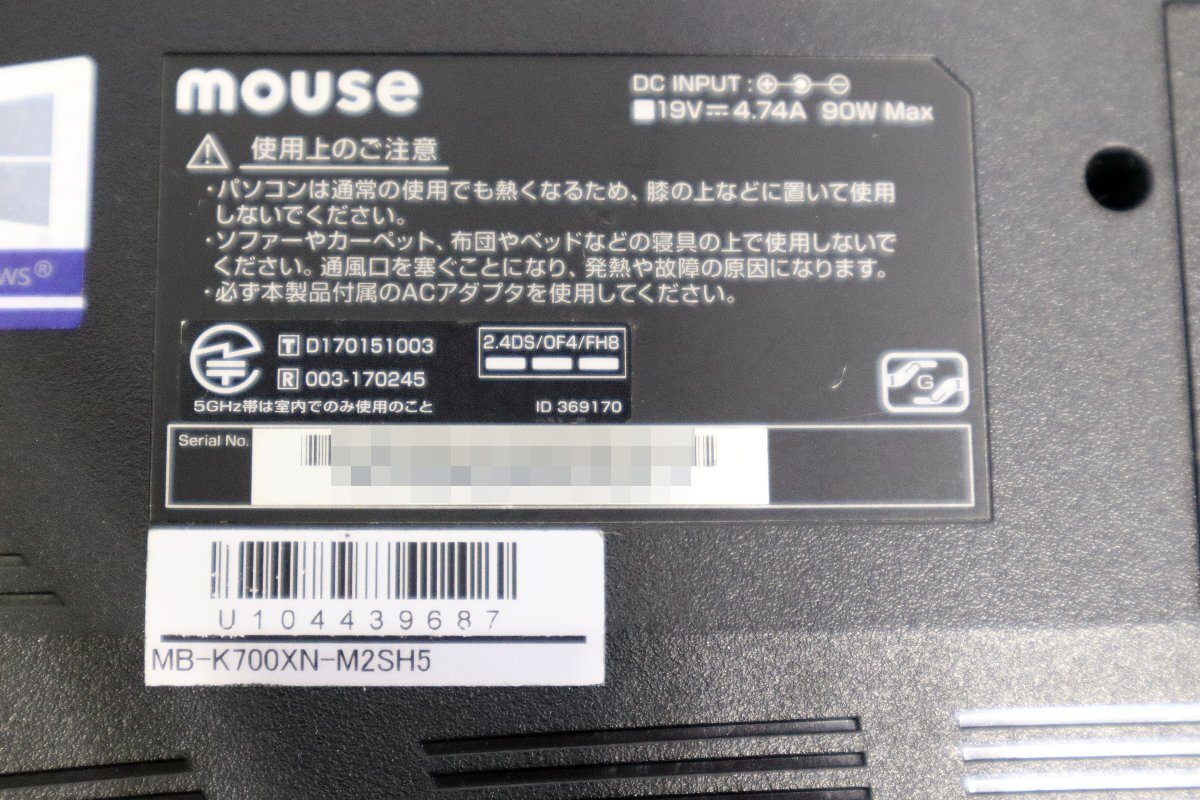 mouse
DC INPUT :
19V 4.74A 90W Max
使用上のご注意
・パソコンは通常の使用でも熱くなるため、膝の上などに置いて使用
しないでください。
・ソファーやカーペット、布団やベッドなどの寝具の上で使用しないで
ください。通風口を塞ぐことになり、発熱や故障の原因になります。
・必ず本製品付属のACアダプタを使用してください。
T D170151003
R 003-170245
2.4DS/OF4/FH8
5GHz帯は室内でのみ使用のこと
ID 369170
G
Serial No.
U104439687
MB-K700XN-M2SH5
ws®